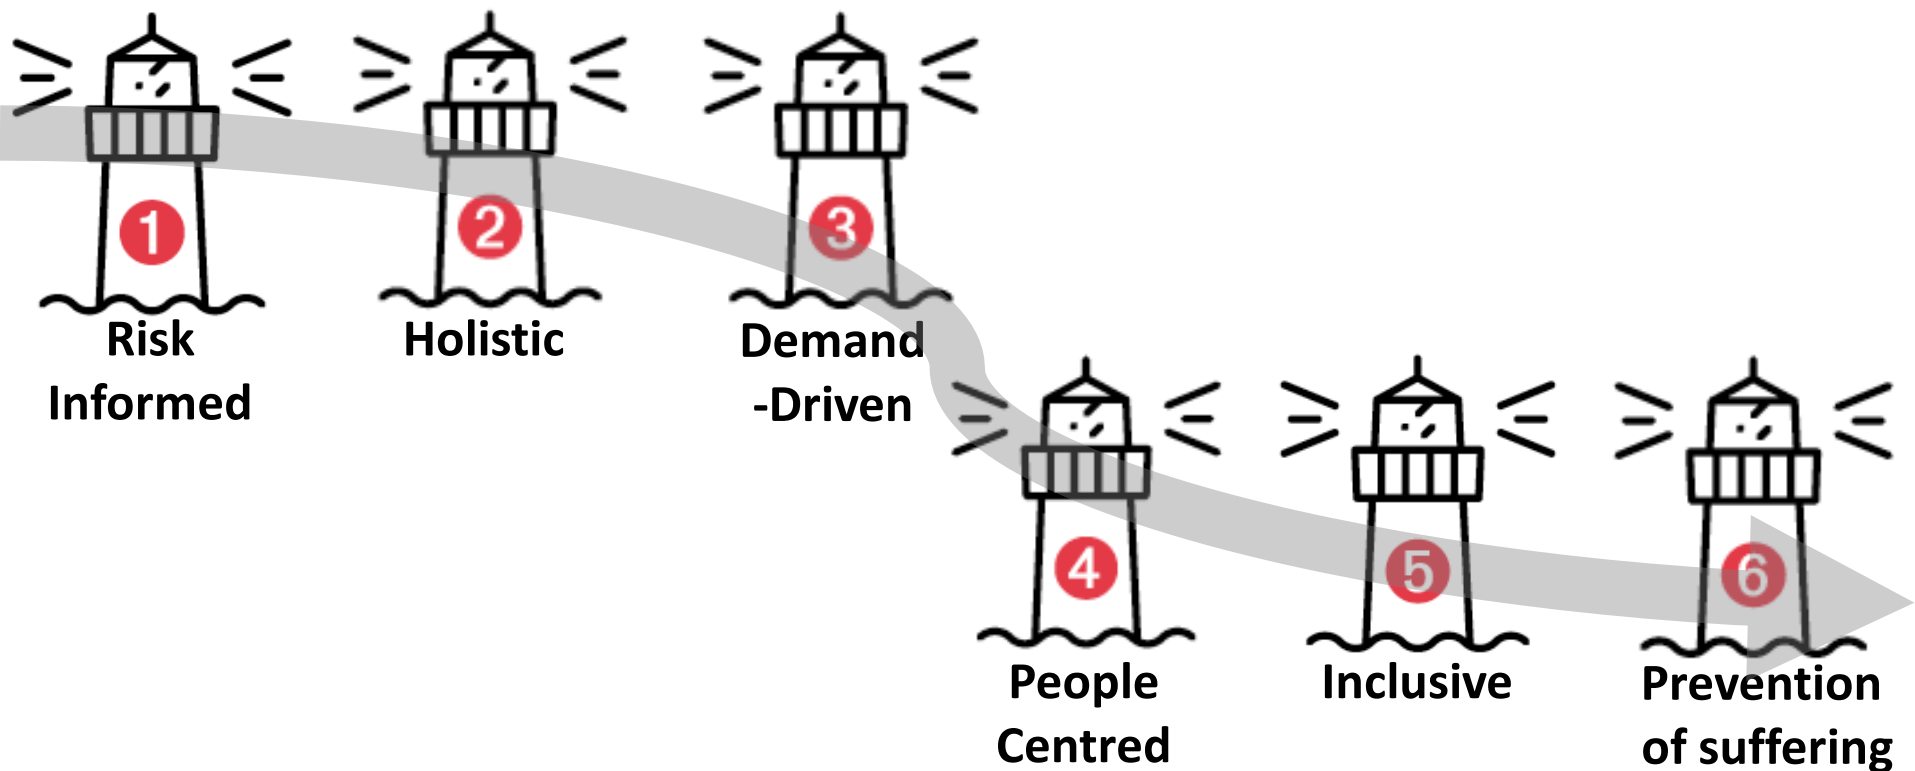 1
Risk
Informed
2
Holistic
3
Demand
-Driven
4
People
Centred
5
Inclusive
6
Prevention
of suffering